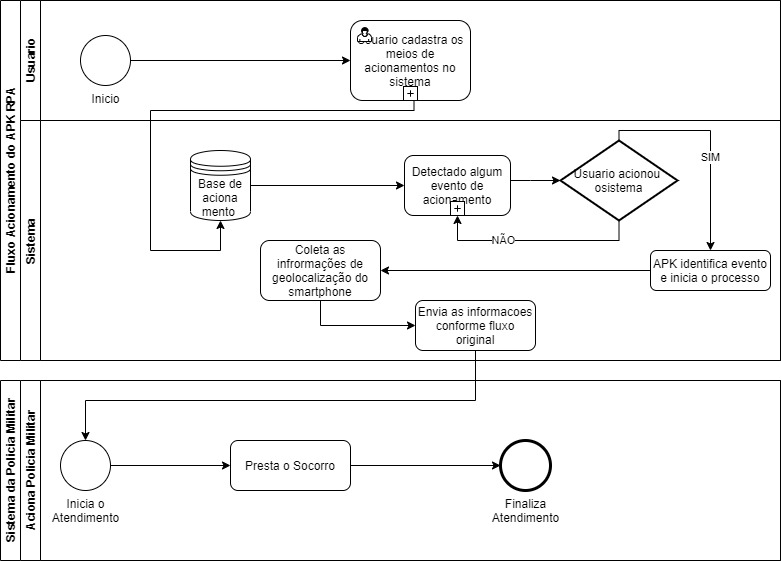 Fluxo Acionamento do APK RPA
Usuario
Inicio
Usuario cadastra os
meios de
acionamentos no
sistema
Sistema
Base de
aciona
mento
Detectado algum
evento de
acionamento
Usuario acionou
osistema
SIM
NÃO
APK identifica evento
e inicia o processo
Coleta as
infrormações de
geolocalização do
smartphone
Envia as informacoes
conforme fluxo
original
Sistema da Policia Militar
Aciona Policia Militar
Inicia o
Atendimento
Presta o Socorro
Finaliza
Atendimento